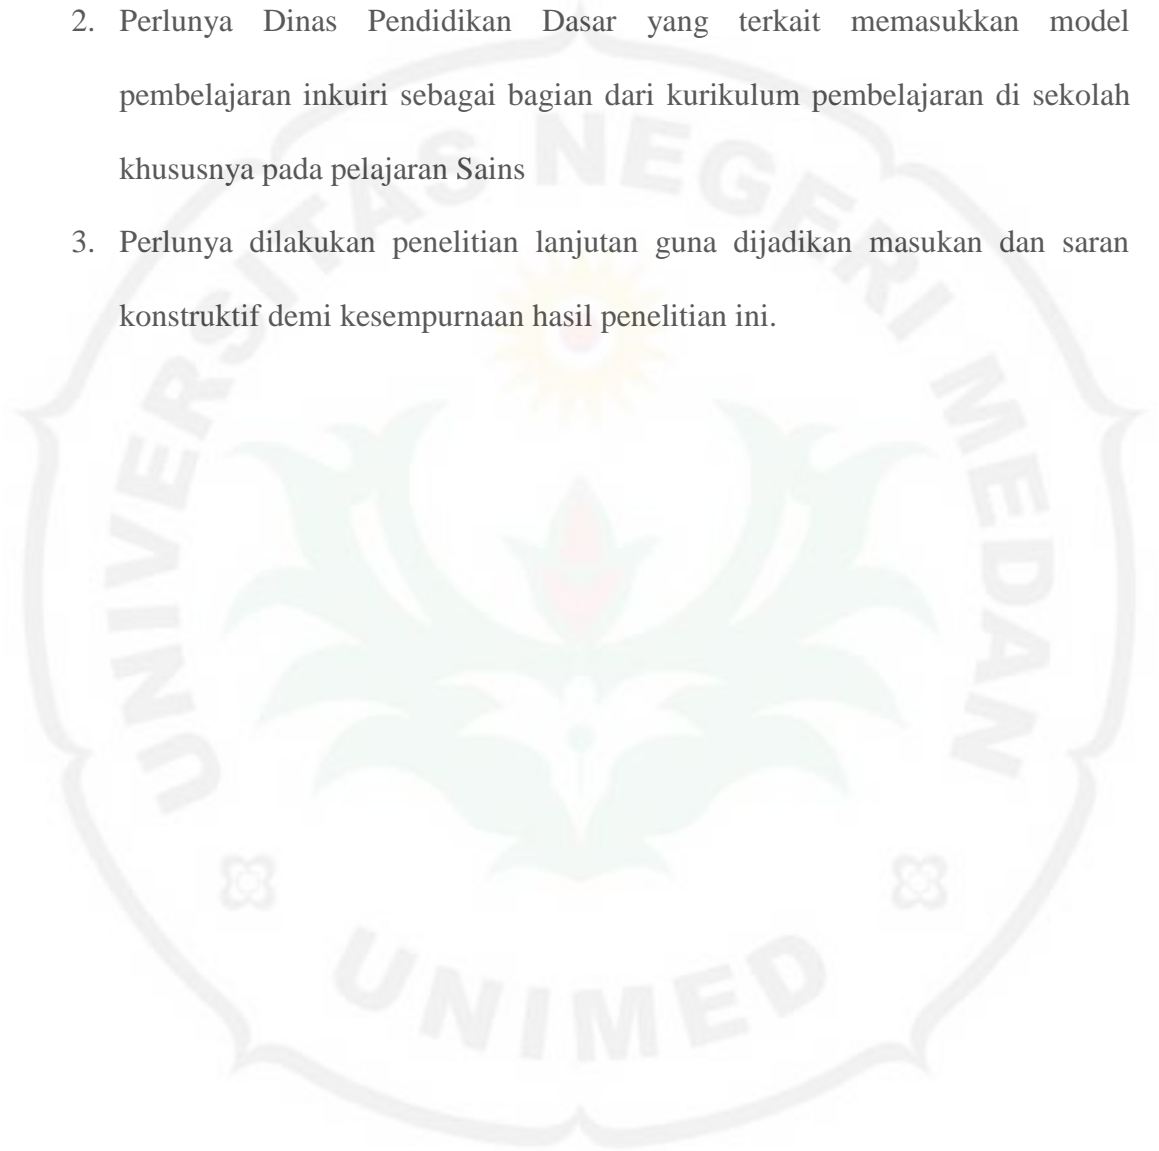 2. Perlunya Dinas Pendidikan Dasar yang terkait memasukkan model
pembelajaran inkuiri sebagai bagian dari kurikulum pembelajaran di sekolah
khususnya pada pelajaran Sains
3. Perlunya dilakukan penelitian lanjutan guna dijadikan masukan dan saran
konstruktif demi kesempurnaan hasil penelitian ini.
UNIVERSITAS NEGERI MEDAN
UNIMED